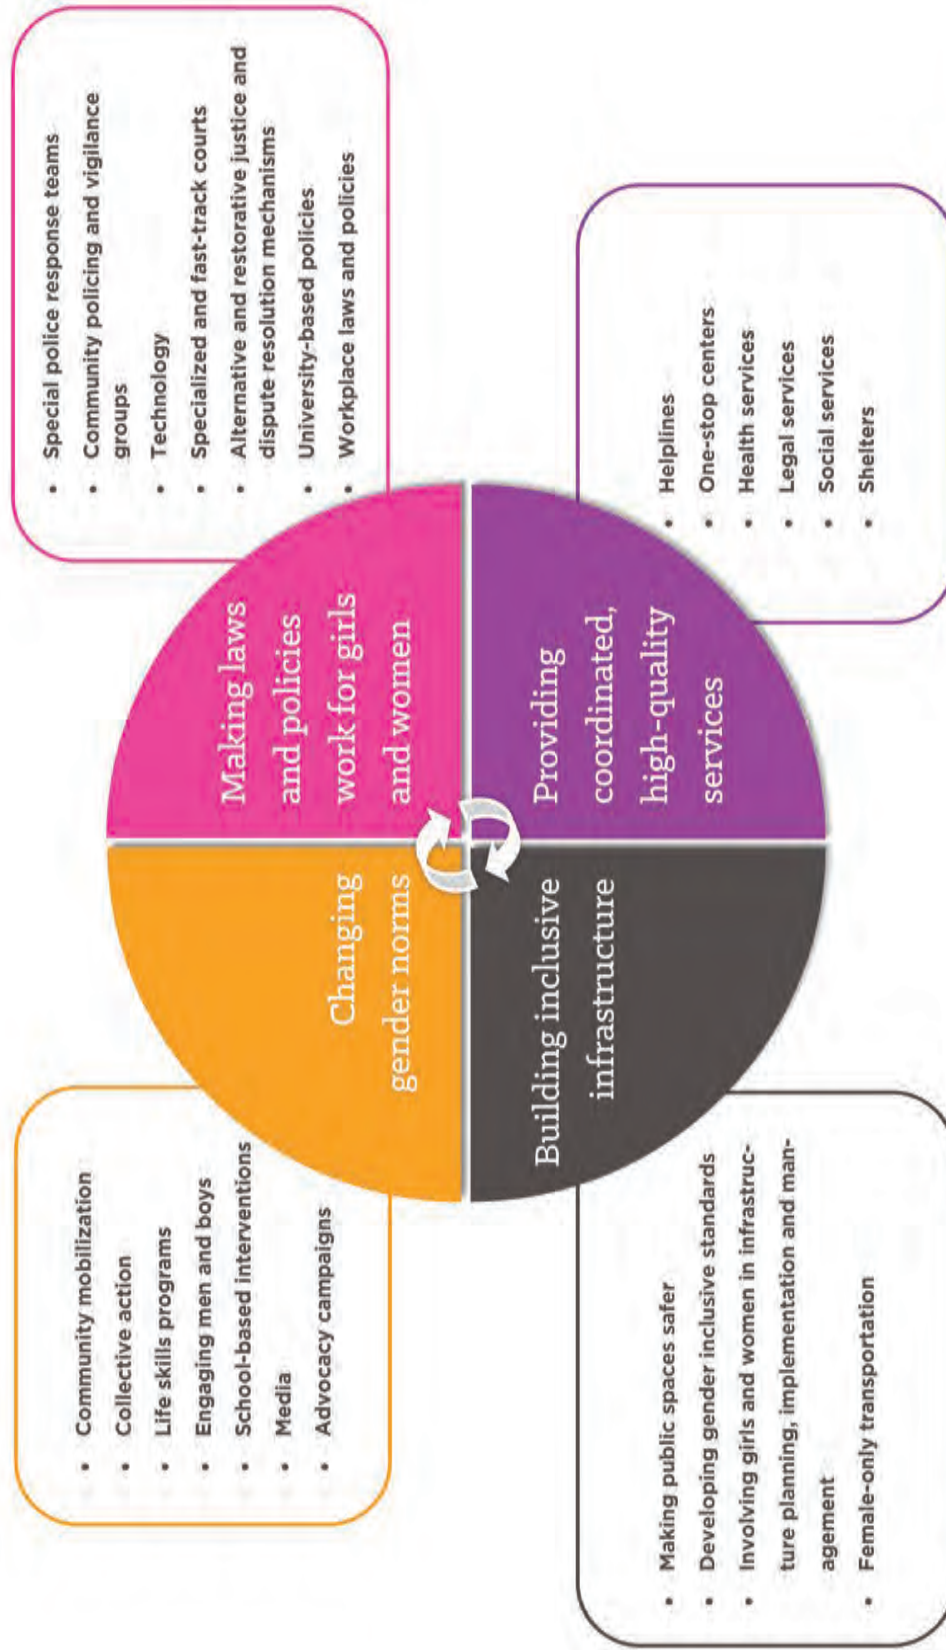 • Community mobilization
• Collective action
• Life skills programs
• Engaging men and boys
• School-based interventions
• Media
• Advocacy campaigns
Changing
gender norms
Making laws
and policies
work for girls
and women
• Special police response teams
• Community policing and vigilance
groups
• Technology
• Specialized and fast-track courts
• Alternative and restorative justice and
dispute resolution mechanisms
• University-based policies
• Workplace laws and policies
• Making public spaces safer
• Developing gender inclusive standards
• Involving girls and women in infrastruc-
ture planning, implementation and man-
agement
• Female-only transportation
Building inclusive
infrastructure
Providing
coordinated,
high-quality
services
• Helplines
• One-stop centers
• Health services
• Legal services
• Social services
• Shelters